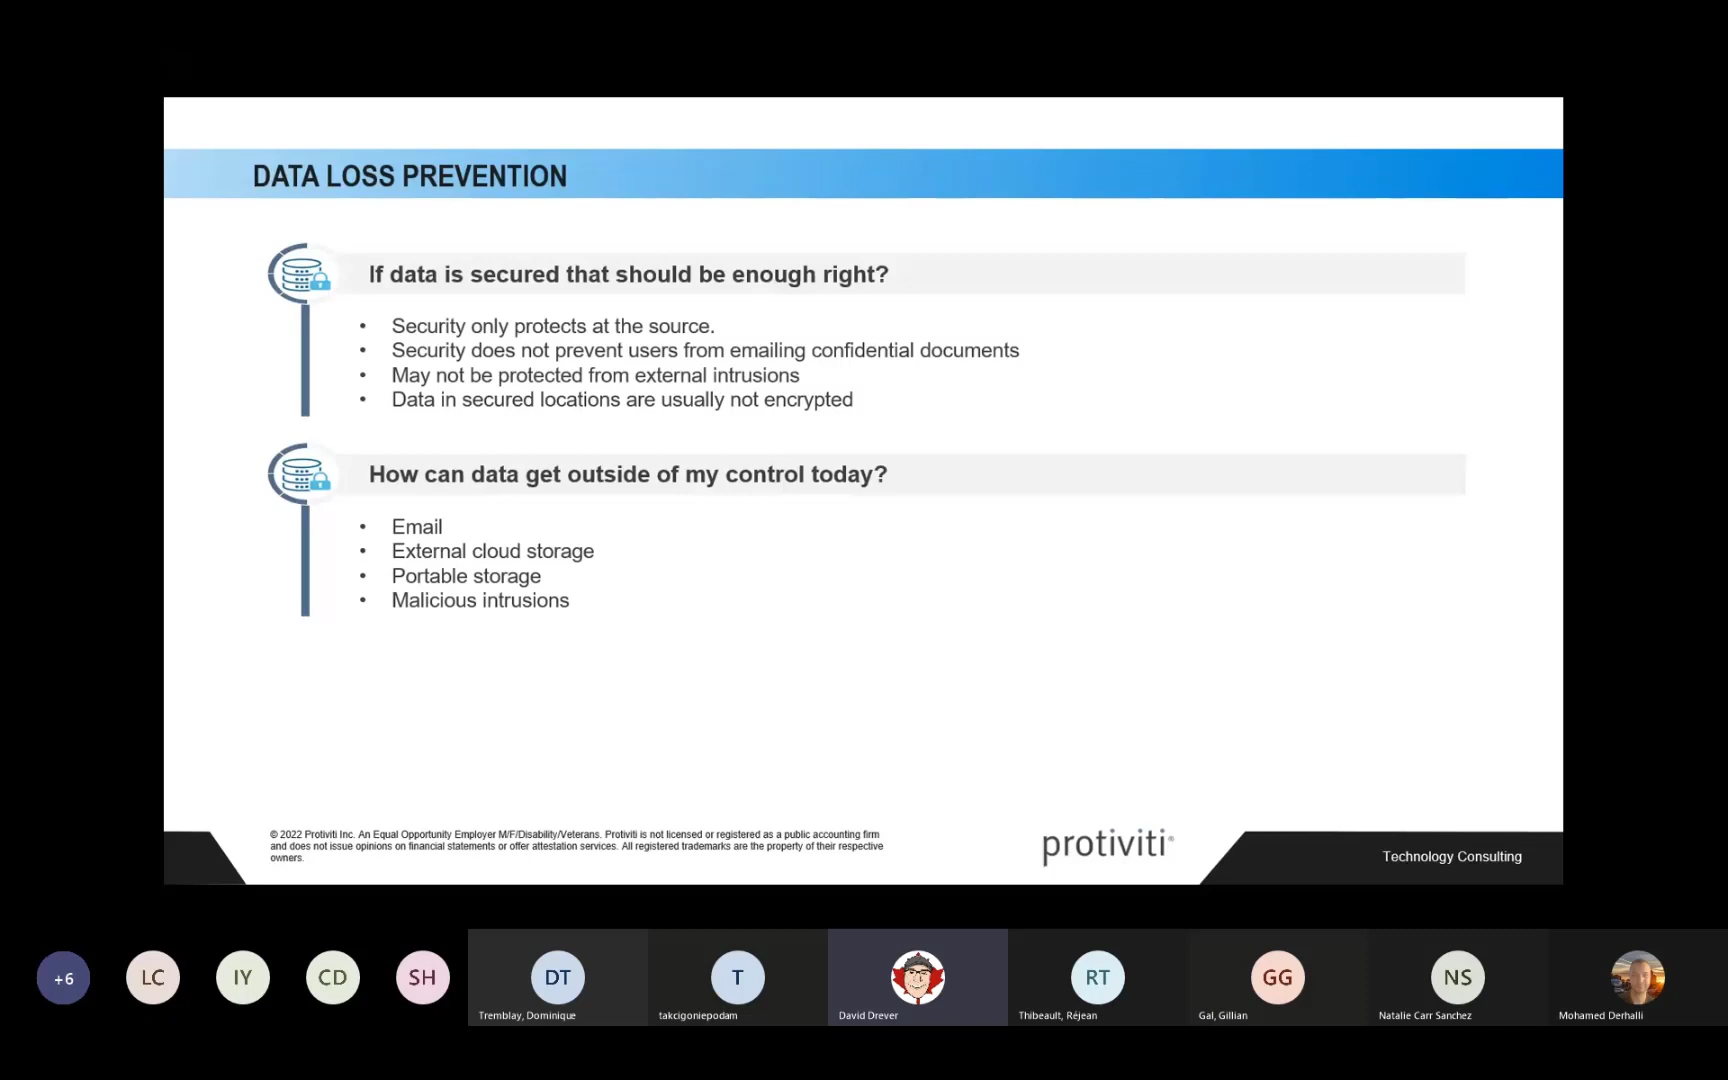 DATA LOSS PREVENTION
If data is secured that should be enough right?
• Security only protects at the source.
• Security does not prevent users from emailing confidential documents
• May not be protected from external intrusions
• Data in secured locations are usually not encrypted
How can data get outside of my control today?
• Email
• External cloud storage
• Portable storage
• Malicious intrusions
© 2022 Protiviti Inc. An Equal Opportunity Employer M/F/Disability/Veterans. Protiviti is not licensed or registered as a public accounting firm
and does not issue opinions on financial statements or offer attestation services. All registered trademarks are the property of their respective
owners.
protiviti®
Technology Consulting
+6
LC
IY
CD
SH
DT
T
RT
GG
NS
Tremblay, Dominique
takcigoniepodam
David Drever
Thibeault, Réjean
Gal, Gillian
Natalie Carr Sanchez
Mohamed Derhalli